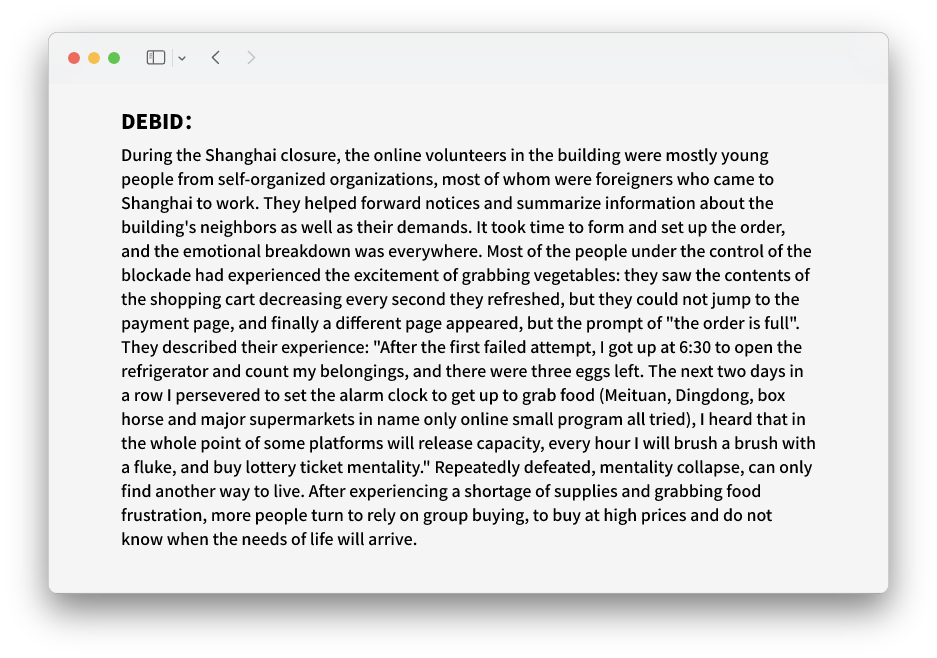 DEBID:
During the Shanghai closure, the online volunteers in the building were mostly young
people from self-organized organizations, most of whom were foreigners who came to
Shanghai to work. They helped forward notices and summarize information about the
building's neighbors as well as their demands. It took time to form and set up the order,
and the emotional breakdown was everywhere. Most of the people under the control of the
blockade had experienced the excitement of grabbing vegetables: they saw the contents of
the shopping cart decreasing every second they refreshed, but they could not jump to the
payment page, and finally a different page appeared, but the prompt of "the order is full".
They described their experience: "After the first failed attempt, I got up at 6:30 to open the
refrigerator and count my belongings, and there were three eggs left. The next two days in
a row I persevered to set the alarm clock to get up to grab food (Meituan, Dingdong, box
horse and major supermarkets in name only online small program all tried), I heard that in
the whole point of some platforms will release capacity, every hour I will brush a brush with
a fluke, and buy lottery ticket mentality." Repeatedly defeated, mentality collapse, can only
find another way to live. After experiencing a shortage of supplies and grabbing food
frustration, more people turn to rely on group buying, to buy at high prices and do not
know when the needs of life will arrive.